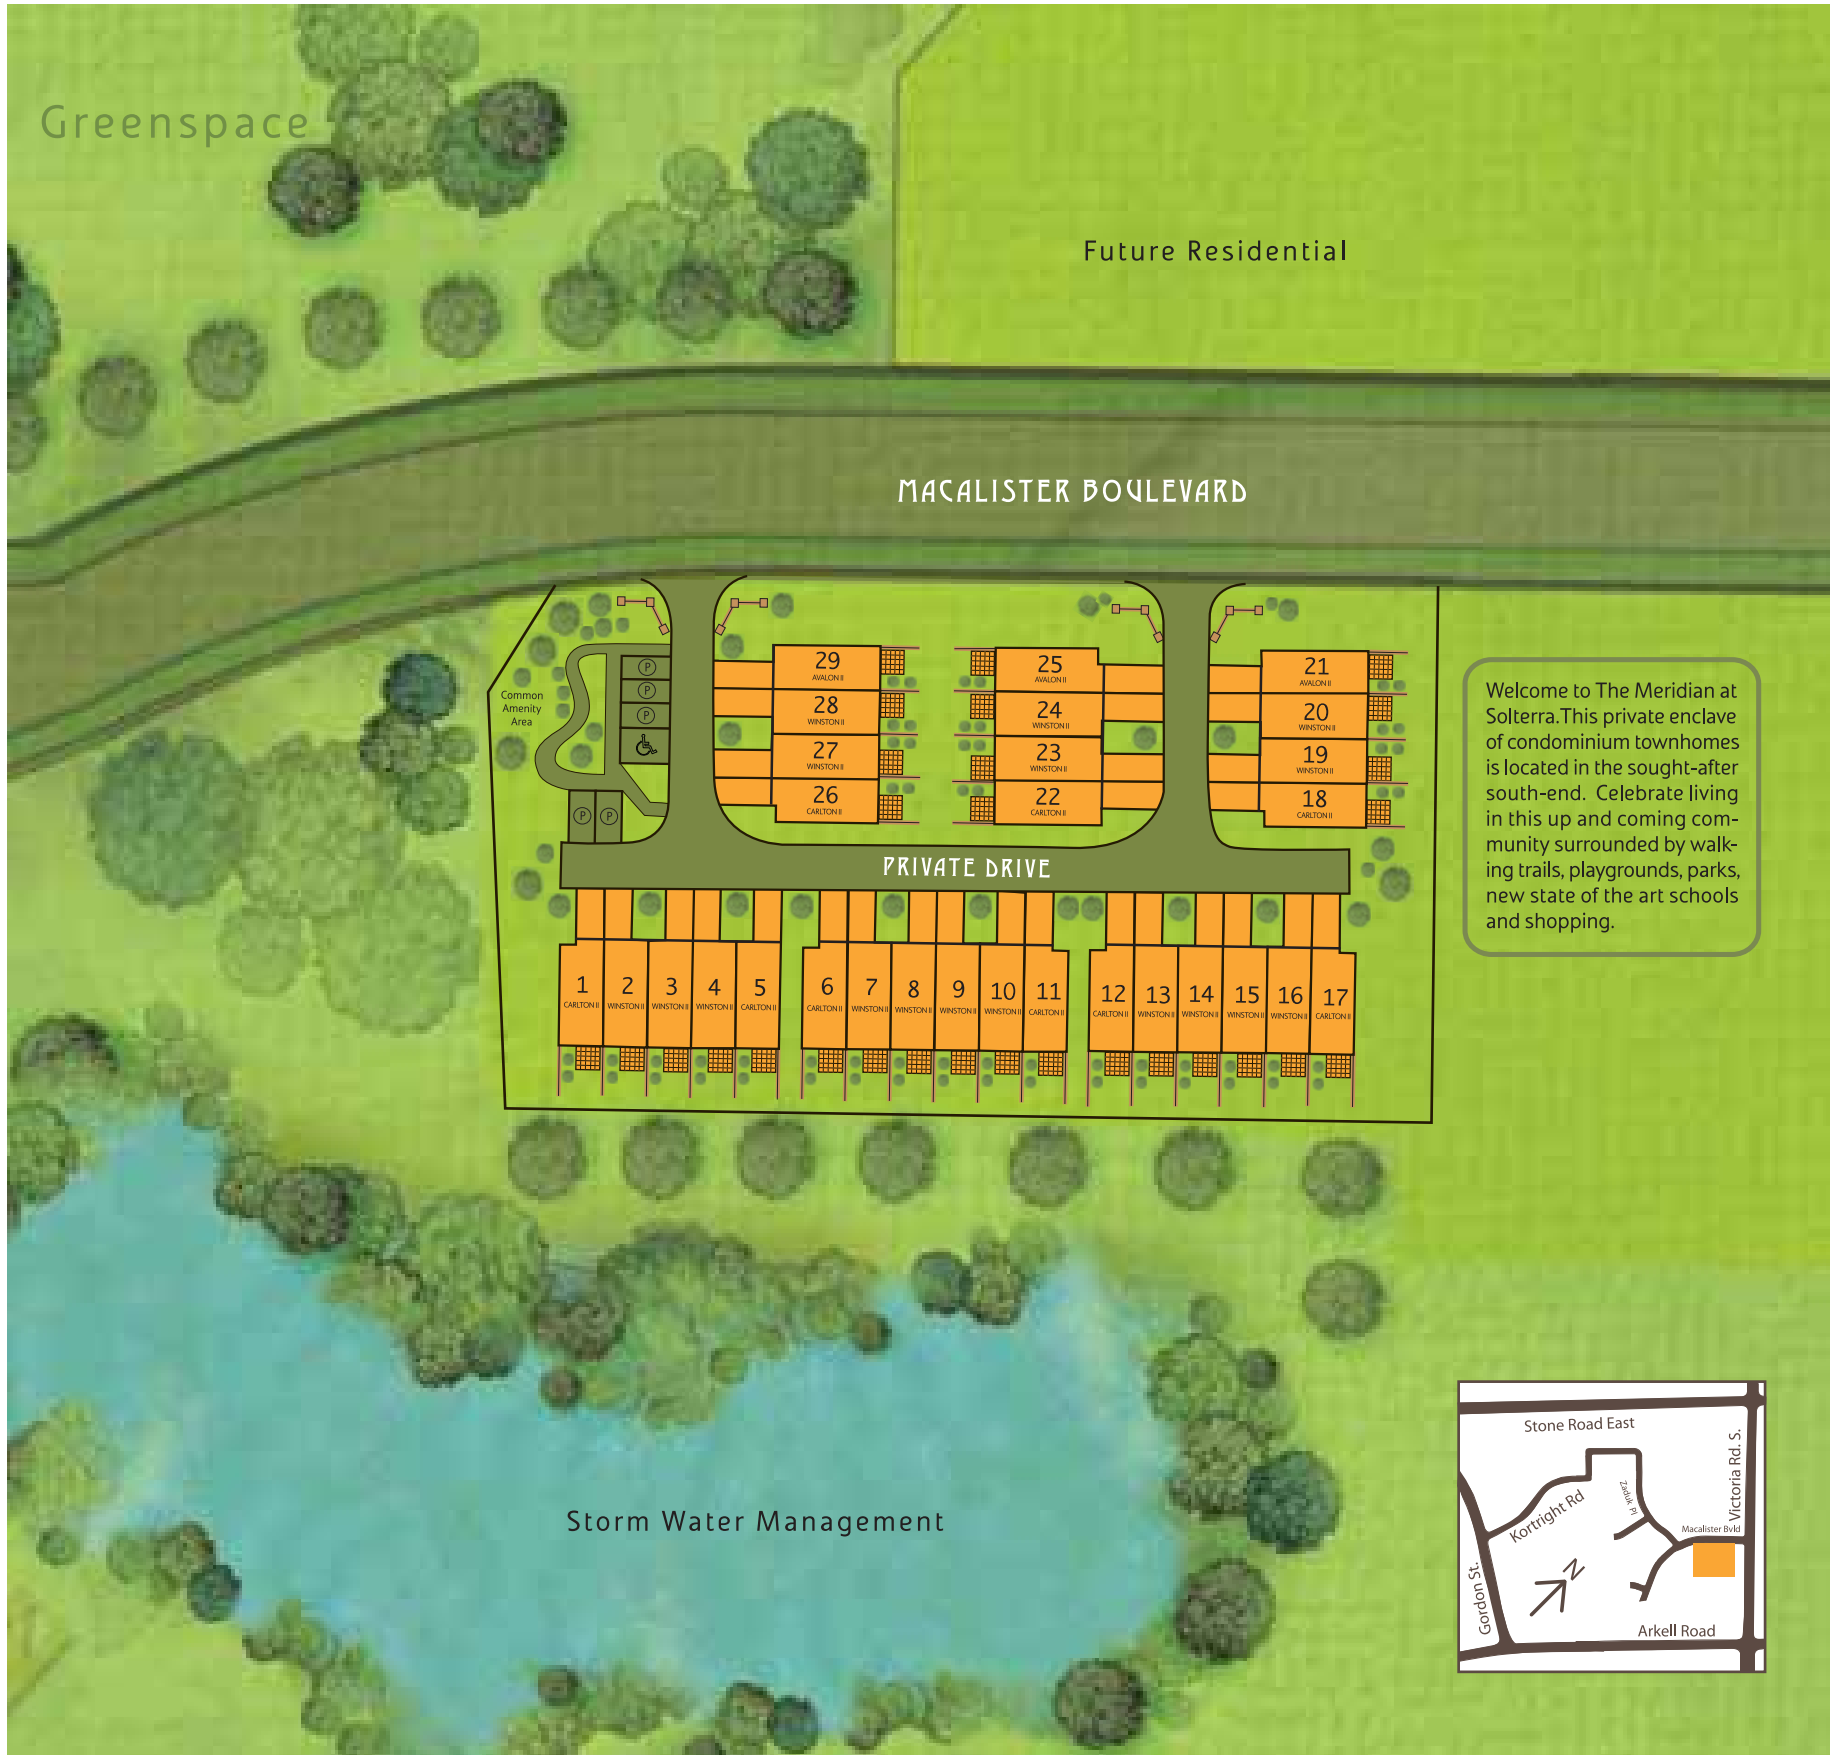 Greenspace
Future Residential
MACALISTER BOULEVARD
Common
Amenity
Area
P
P
P
P P
29
AVALON II
28
WINSTON II
27
WINSTON II
26
CARLTON II
25
AVALON II
24
WINSTON II
23
WINSTON II
22
CARLTON II
21
AVALON II
20
WINSTON II
19
WINSTON II
18
CARLTON II
Welcome to The Meridian at
Solterra.This private enclave
of condominium townhomes
is located in the sought-after
south-end. Celebrate living
in this up and coming com-
munity surrounded by walk-
ing trails, playgrounds, parks,
new state of the art schools
and shopping.
PRIVATE DRIVE
1
CARLTON II
2
WINSTON II
3
WINSTON II
4
WINSTON II
5
CARLTON II
6
CARLTON II
7
WINSTON II
8
WINSTON II
9
WINSTON II
10
WINSTON II
11
CARLTON II
12
CARLTON II
13
WINSTON II
14
WINSTON II
15
WINSTON II
16
WINSTON II
17
CARLTON II
Storm Water Management
Stone Road East
Victoria Rd. S.
Zaduk Pl
Kortright Rd
Macalister Bvld
N
Gordon St.
Arkell Road